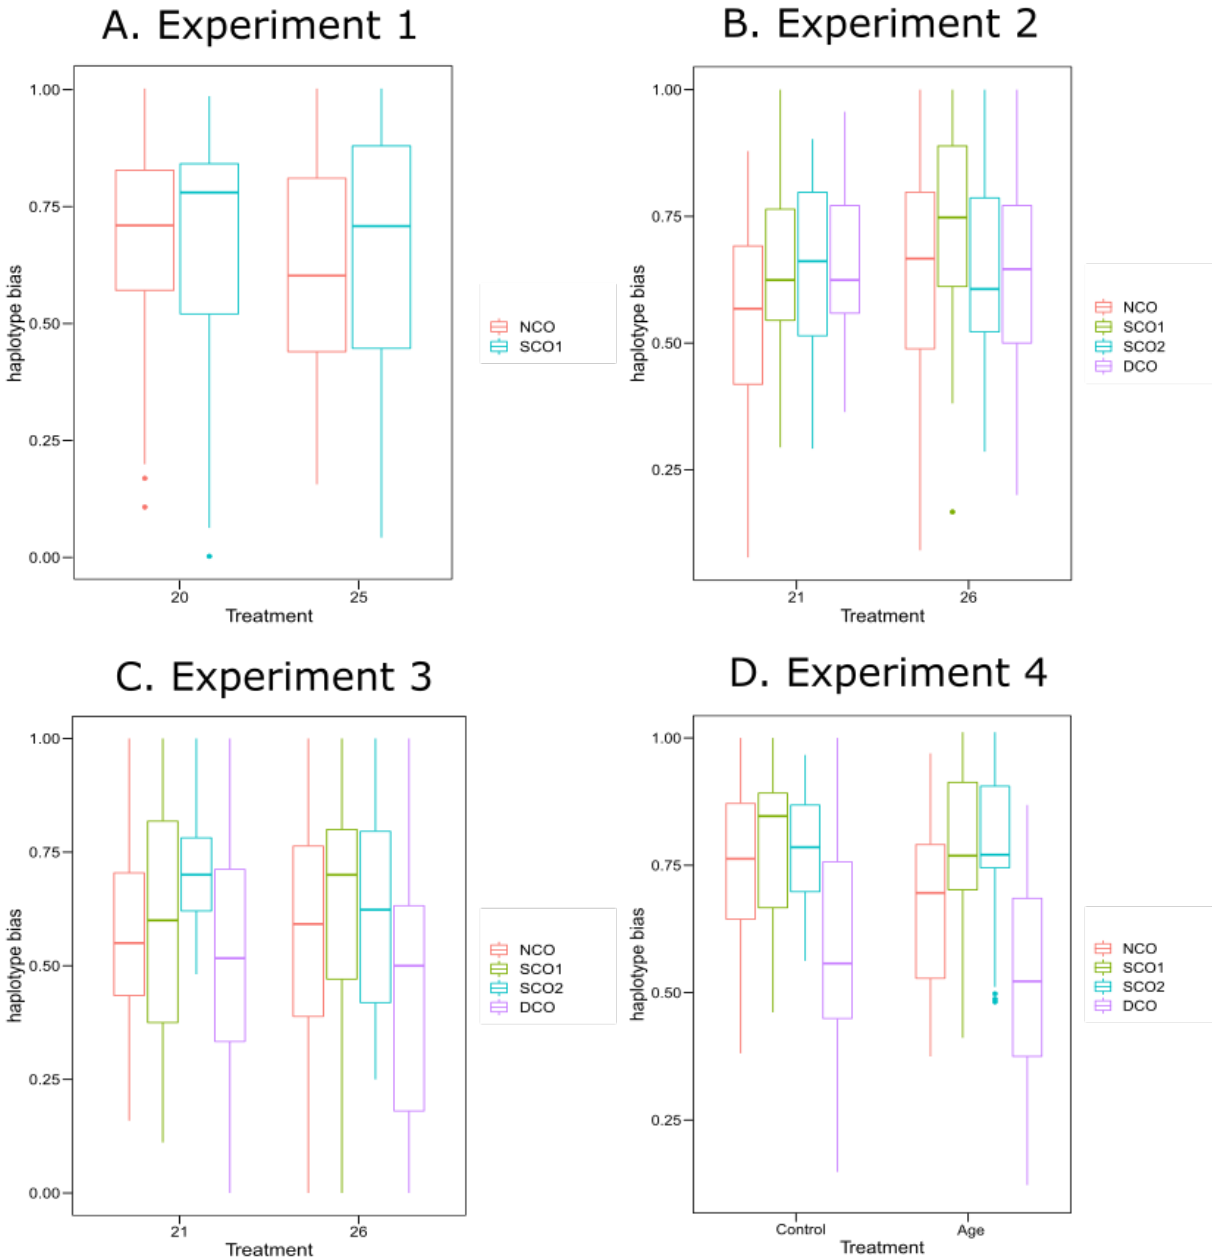 A. Experiment 1
haplotype bias
1.00
0.75
0.50
0.25
0.00
20 25
Treatment
NCO
SCO1
B. Experiment 2
haplotype bias
1.00
0.75
0.50
0.25
21 26
Treatment
NCO
SCO1
SCO2
DCO
C. Experiment 3
haplotype bias
1.00
0.75
0.50
0.25
0.00
21 26
Treatment
NCO
SCO1
SCO2
DCO
D. Experiment 4
haplotype bias
1.00
0.75
0.50
0.25
Control Age
Treatment
NCO
SCO1
SCO2
DCO